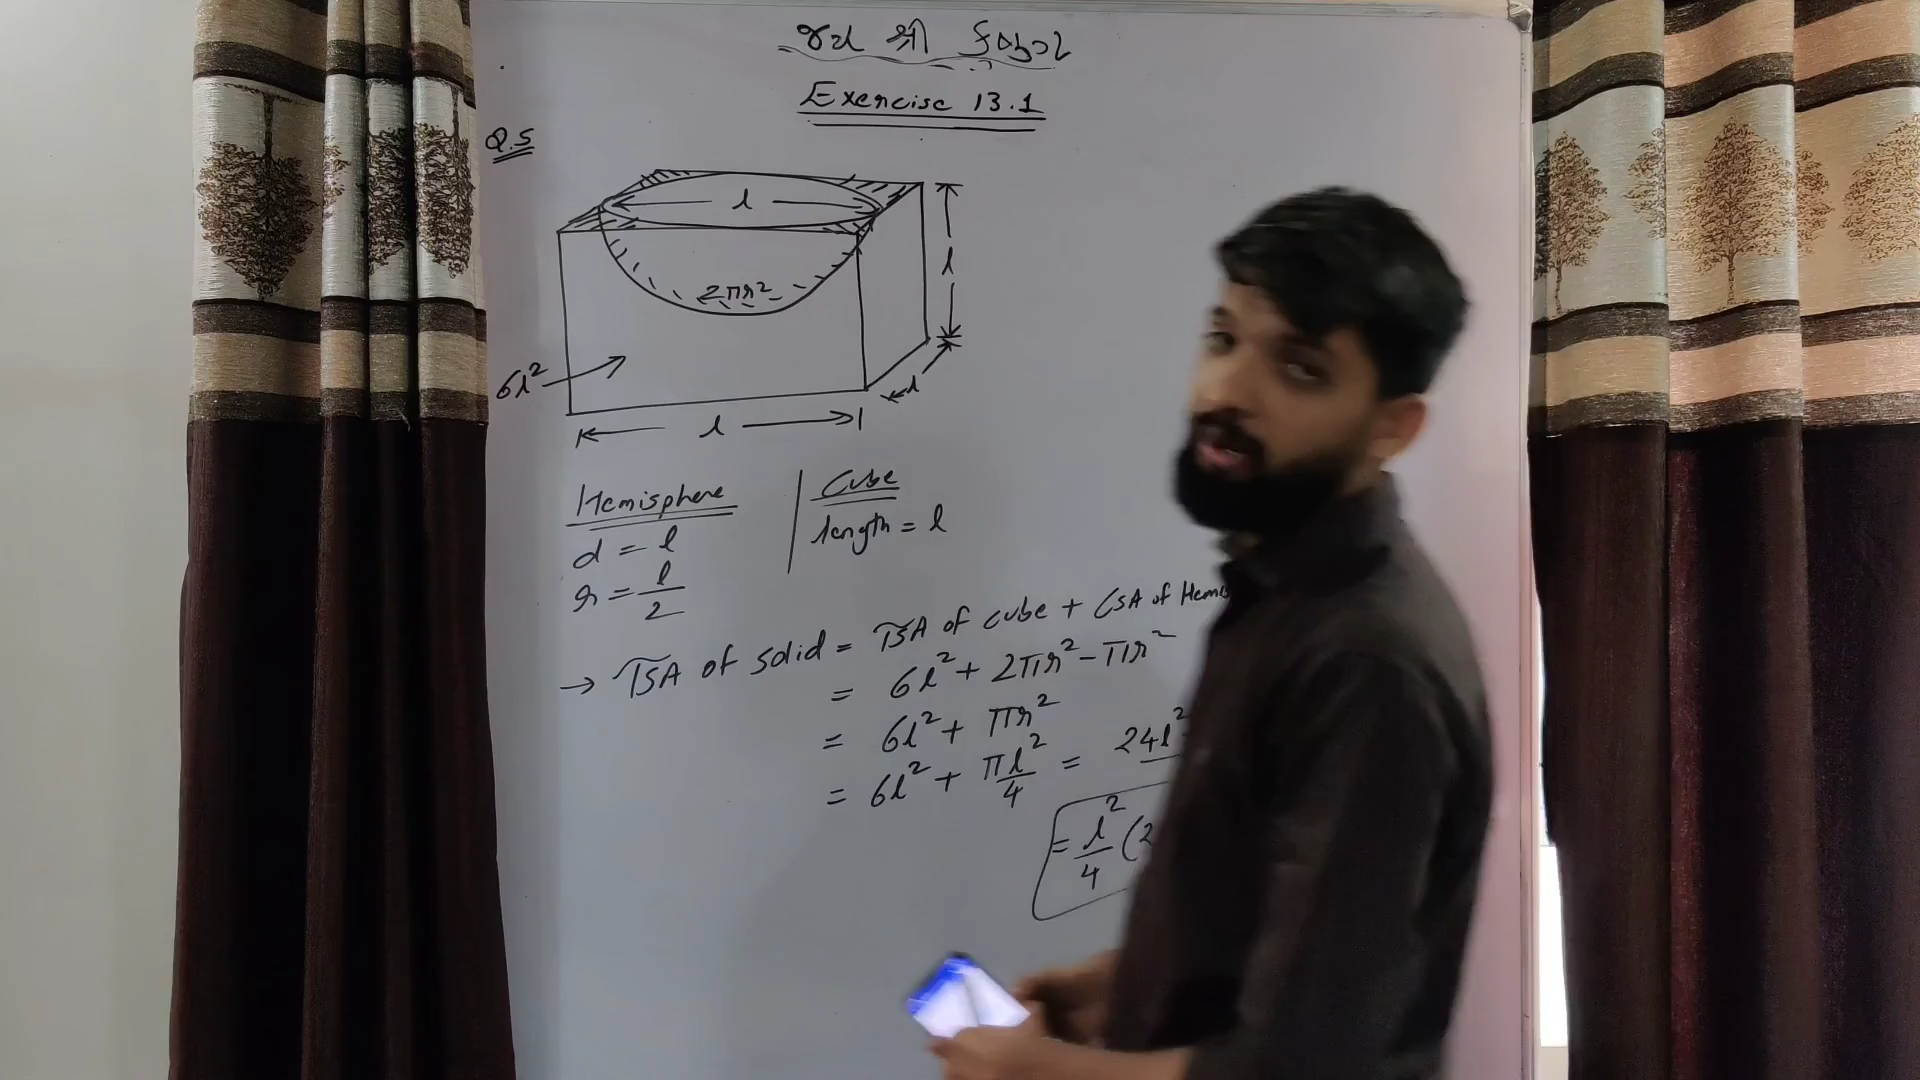 જય શ્રી
Exercise 13.1
Q.5
l
l
2πr²
6l²
l
l
Hemisphere
d = l
r = l/2
Cube
length = l
→ TSA of solid = TSA of cube + CSA of Hemis
= 6l² + 2πr² - πr²
= 6l² + πr²
= 6l² + πl²/4 = 24l²
= l²/4 (2